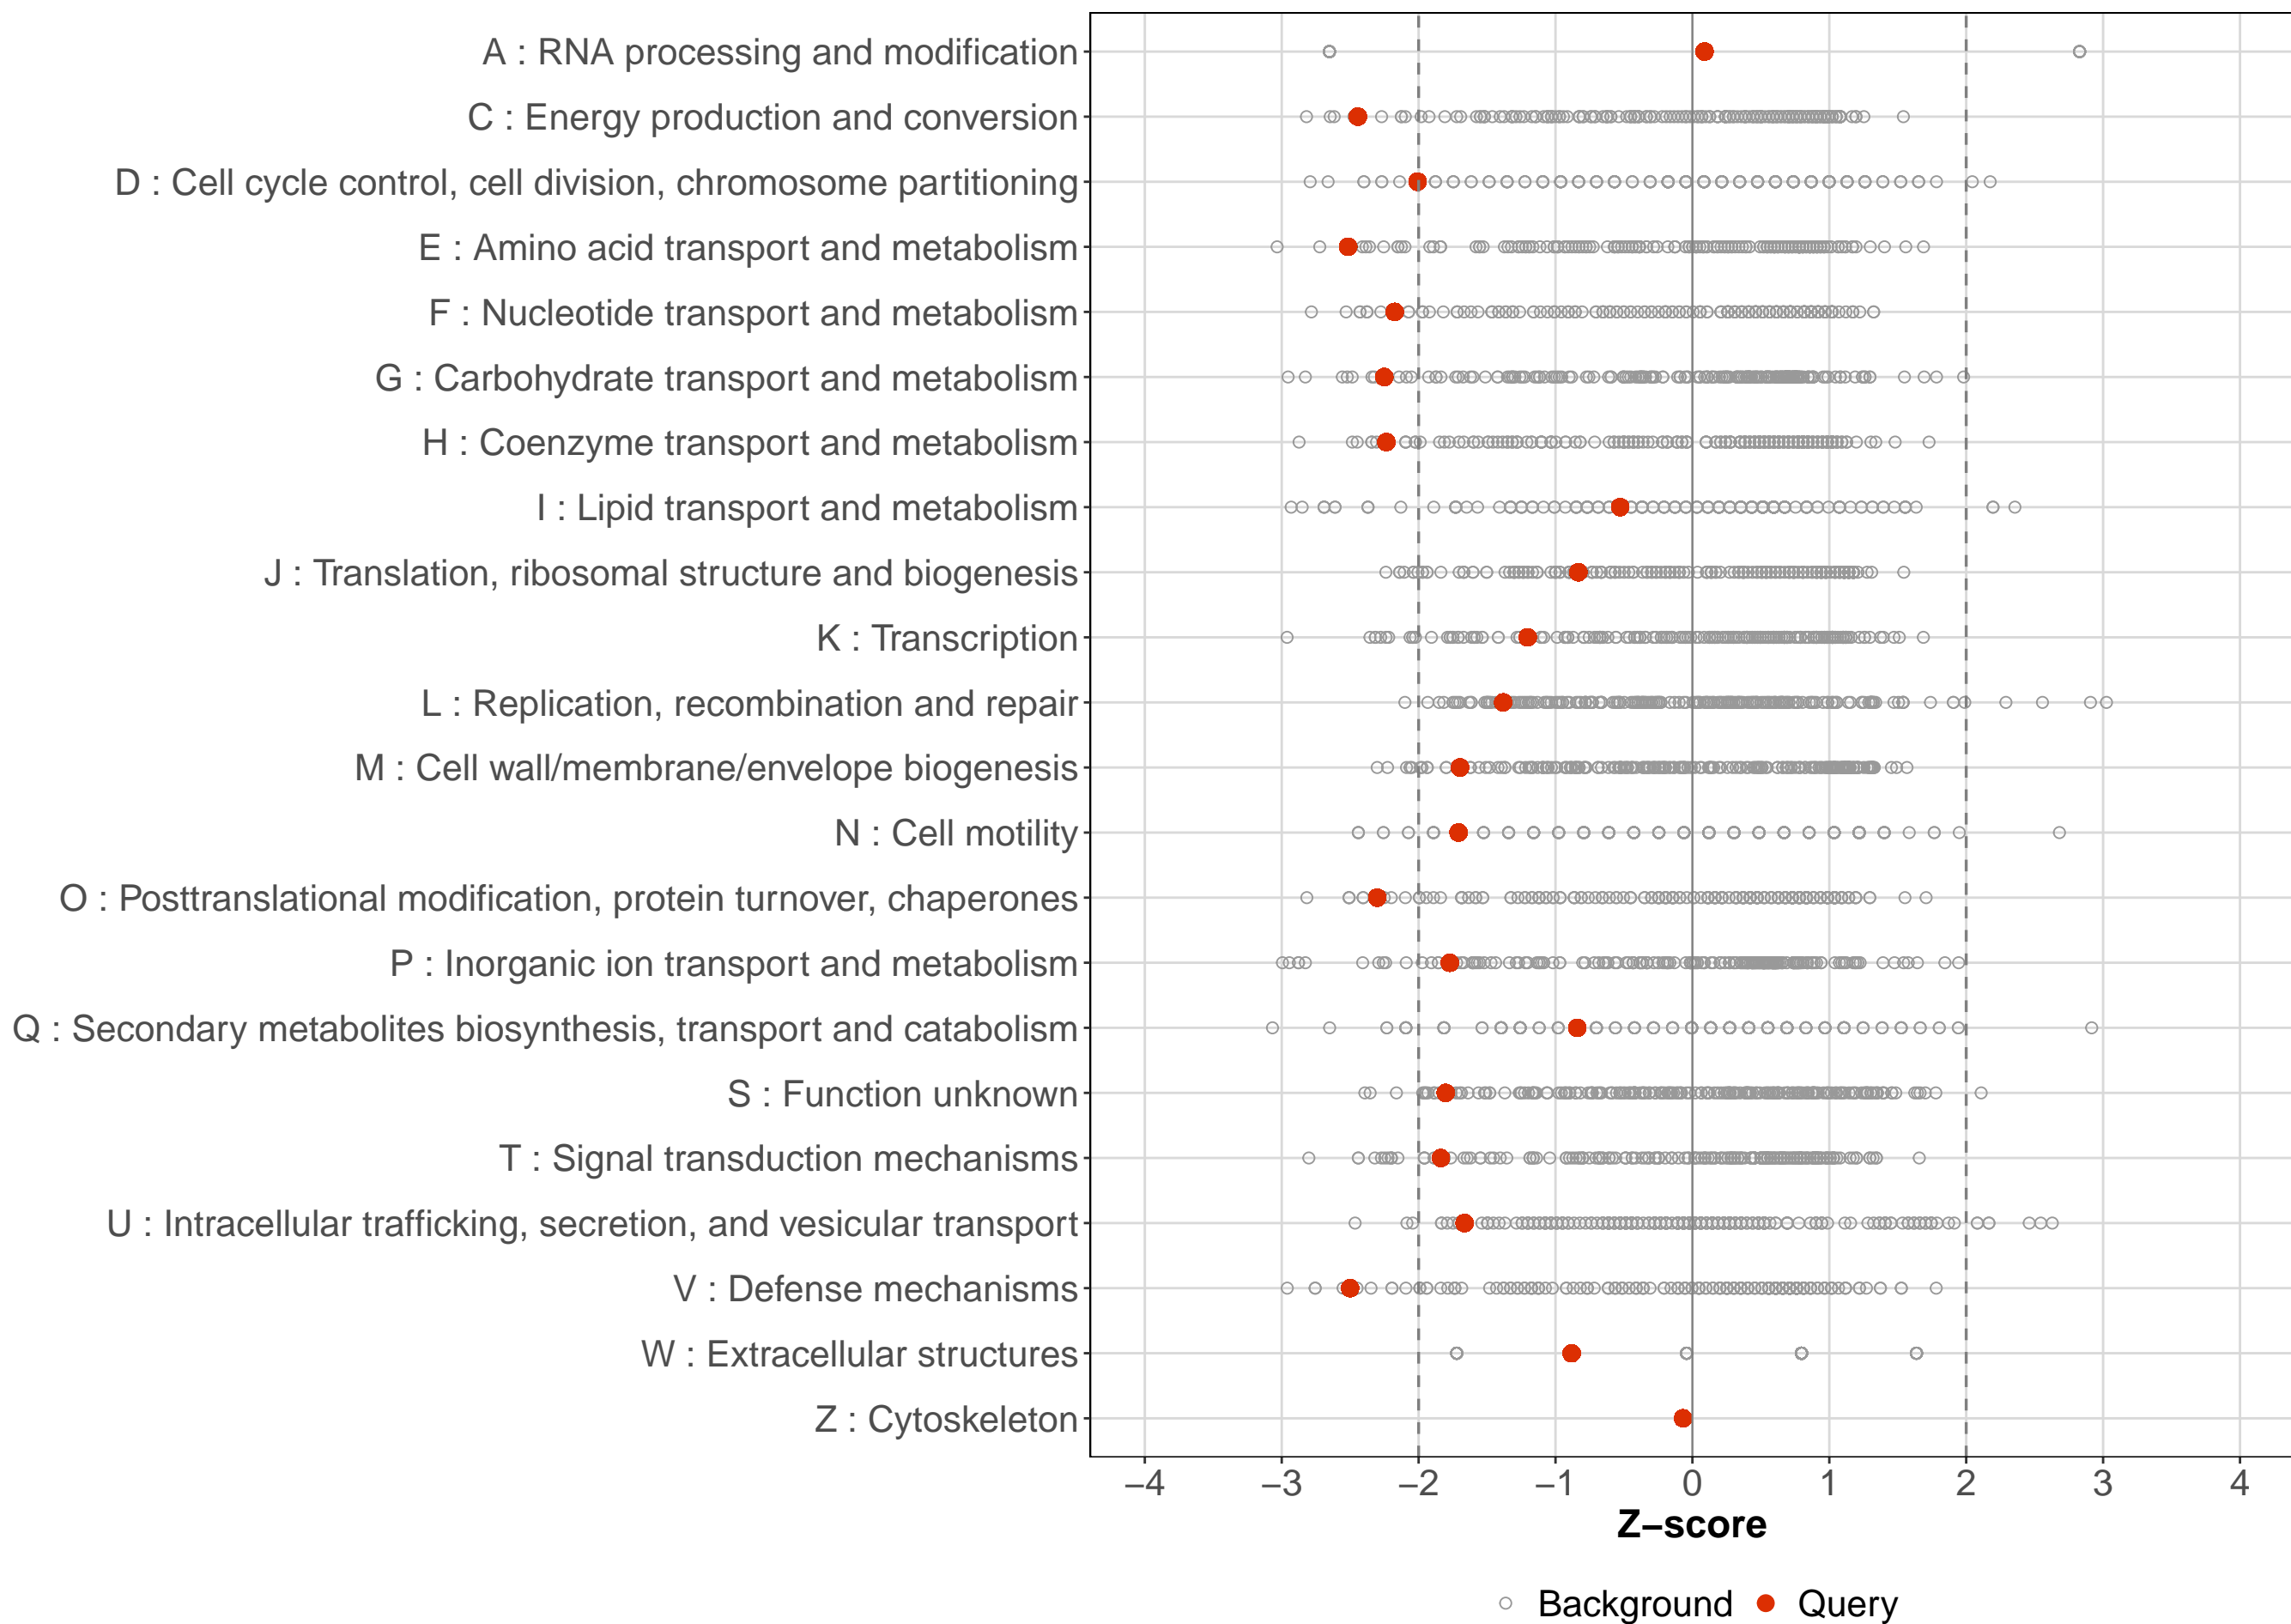 A : RNA processing and modification
C : Energy production and conversion
D : Cell cycle control, cell division, chromosome partitioning
E : Amino acid transport and metabolism
F : Nucleotide transport and metabolism
G : Carbohydrate transport and metabolism
H : Coenzyme transport and metabolism
I : Lipid transport and metabolism
J : Translation, ribosomal structure and biogenesis
K : Transcription
L : Replication, recombination and repair
M : Cell wall/membrane/envelope biogenesis
N : Cell motility
O : Posttranslational modification, protein turnover, chaperones
P : Inorganic ion transport and metabolism
Q : Secondary metabolites biosynthesis, transport and catabolism
S : Function unknown
T : Signal transduction mechanisms
U : Intracellular trafficking, secretion, and vesicular transport
V : Defense mechanisms
W : Extracellular structures
Z : Cytoskeleton
−4 −3 −2 −1 0 1 2 3 4
Z−score
Background Query